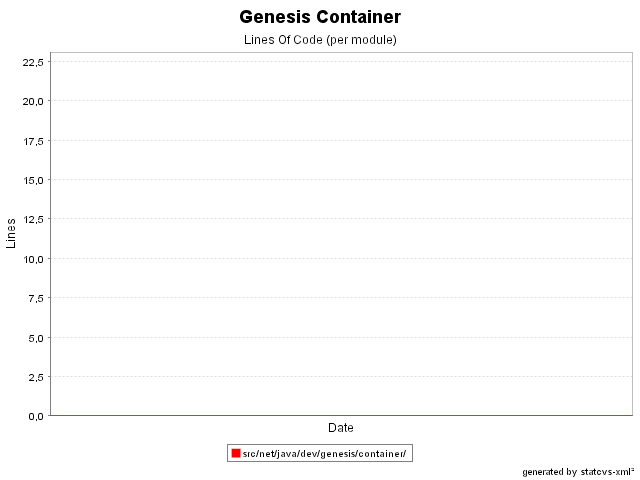 Genesis Container
Lines Of Code (per module)
22,5
20,0
17,5
15,0
12,5
10,0
7,5
5,0
2,5
0,0
Lines
Date
src/net/java/dev/genesis/container/
generated by statcvs-xml²